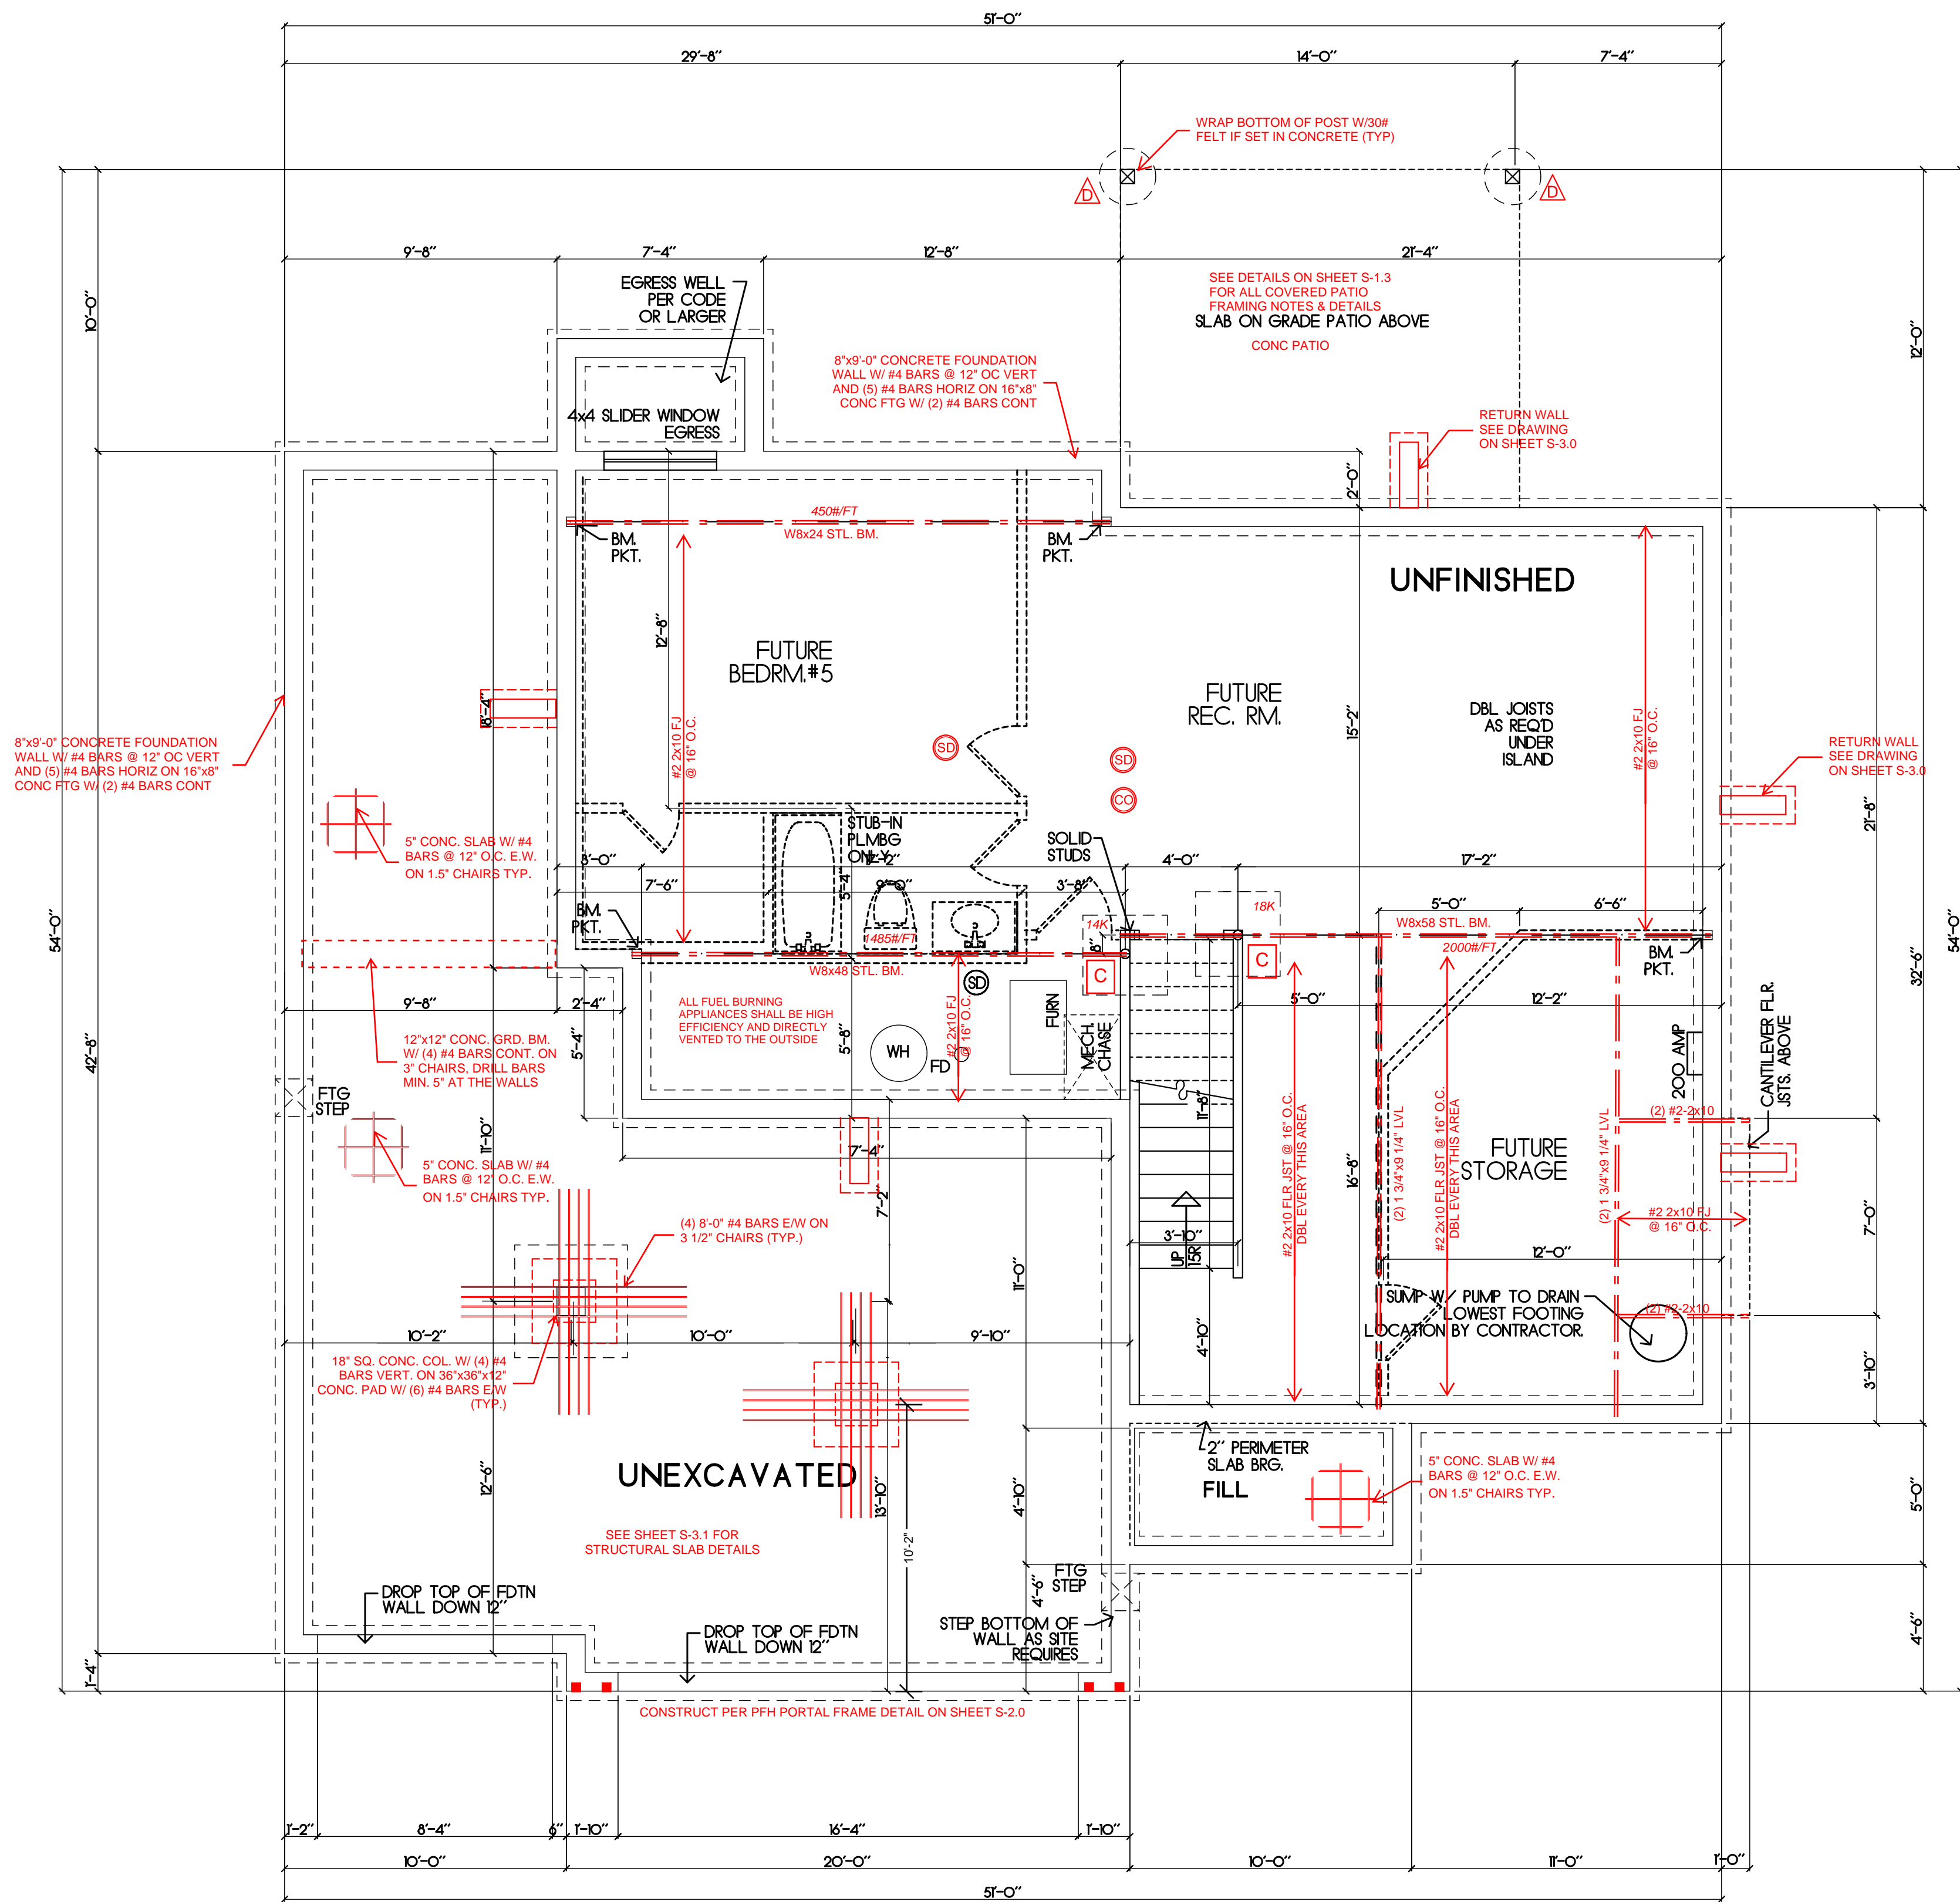 51'-0"
29'-8"
14'-0"
7'-4"
WRAP BOTTOM OF POST W/30#
FELT IF SET IN CONCRETE (TYP)
D
D
9'-8"
7'-4"
12'-8"
21'-4"
EGRESS WELL
PER CODE
OR LARGER
SEE DETAILS ON SHEET S-1.3
FOR ALL COVERED PATIO
FRAMING NOTES & DETAILS
SLAB ON GRADE PATIO ABOVE
CONC PATIO
10'-0"
12'-0"
8"x9'-0" CONCRETE FOUNDATION
WALL W/ #4 BARS @ 12" OC VERT
AND (5) #4 BARS HORIZ ON 16"x8"
CONC FTG W/ (2) #4 BARS CONT
4x4 SLIDER WINDOW
EGRESS
RETURN WALL
SEE DRAWING
ON SHEET S-3.0
2'-0"
450#/FT
W8x24 STL. BM.
BM.
PKT.
BM.
PKT.
UNFINISHED
12'-8"
FUTURE
BEDRM.#5
FUTURE
REC. RM.
DBL JOISTS
AS REQ'D
UNDER
ISLAND
15'-2"
18'-4"
#2 2x10 FJ
@ 16" O.C.
#2 2x10 FJ
@ 16" O.C.
SD
SD
CO
8"x9'-0" CONCRETE FOUNDATION
WALL W/ #4 BARS @ 12" OC VERT
AND (5) #4 BARS HORIZ ON 16"x8"
CONC FTG W/ (2) #4 BARS CONT
RETURN WALL
SEE DRAWING
ON SHEET S-3.0
21'-8"
5" CONC. SLAB W/ #4
BARS @ 12" O.C. E.W.
ON 1.5" CHAIRS TYP.
STUB-IN
PLMBG
ONLY
SOLID
STUDS
3'-0"
4'-0"
17'-2"
7'-6"
5'-4"
9'-0"
3'-8"
BM.
PKT.
14K
18K
5'-0"
6'-6"
W8x58 STL. BM.
2000#/FT
1485#/FT
8"
W8x48 STL. BM.
BM.
PKT.
54'-0"
42'-8"
32'-6"
54'-0"
C
C
SD
9'-8"
2'-4"
5'-4"
5'-0"
12'-2"
ALL FUEL BURNING
APPLIANCES SHALL BE HIGH
EFFICIENCY AND DIRECTLY
VENTED TO THE OUTSIDE
5'-8"
WH
FD
#2 2x10 FJ
@ 16" O.C.
FURN
MECH.
CHASE
200 AMP
CANTILEVER FLR.
JSTS. ABOVE
12"x12" CONC. GRD. BM.
W/ (4) #4 BARS CONT. ON
3" CHAIRS, DRILL BARS
MIN. 5" AT THE WALLS
FTG
STEP
11'-8"
#2 2x10 FLR JST @ 16" O.C.
DBL EVERY THIS AREA
(2) 1 3/4"x9 1/4" LVL
#2 2x10 FLR JST @ 16" O.C.
DBL EVERY THIS AREA
(2) 1 3/4"x9 1/4" LVL
(2) #2-2x10
FUTURE
STORAGE
11'-10"
7'-4"
5" CONC. SLAB W/ #4
BARS @ 12" O.C. E.W.
ON 1.5" CHAIRS TYP.
16'-8"
7'-2"
(4) 8'-0" #4 BARS E/W ON
3 1/2" CHAIRS (TYP.)
#2 2x10 FJ
@ 16" O.C.
7'-0"
3'-10"
UP
15R
12'-0"
11'-0"
SUMP W/ PUMP TO DRAIN
LOWEST FOOTING
LOCATION BY CONTRACTOR.
(2) #2-2x10
10'-2"
10'-0"
9'-10"
4'-10"
3'-10"
18" SQ. CONC. COL. W/ (4) #4
BARS VERT. ON 36"x36"x12"
CONC. PAD W/ (6) #4 BARS E/W
(TYP.)
2" PERIMETER
SLAB BRG.
FILL
5" CONC. SLAB W/ #4
BARS @ 12" O.C. E.W.
ON 1.5" CHAIRS TYP.
UNEXCAVATED
12'-6"
13'-10"
10'-2"
4'-10"
5'-0"
SEE SHEET S-3.1 FOR
STRUCTURAL SLAB DETAILS
FTG
STEP
4'-6"
4'-6"
DROP TOP OF FDTN
WALL DOWN 12"
DROP TOP OF FDTN
WALL DOWN 12"
STEP BOTTOM OF
WALL AS SITE
REQUIRES
1'-4"
CONSTRUCT PER PFH PORTAL FRAME DETAIL ON SHEET S-2.0
1'-2"
8'-4"
6"
1'-10"
16'-4"
1'-10"
10'-0"
20'-0"
10'-0"
11'-0"
1'-0"
51'-0"